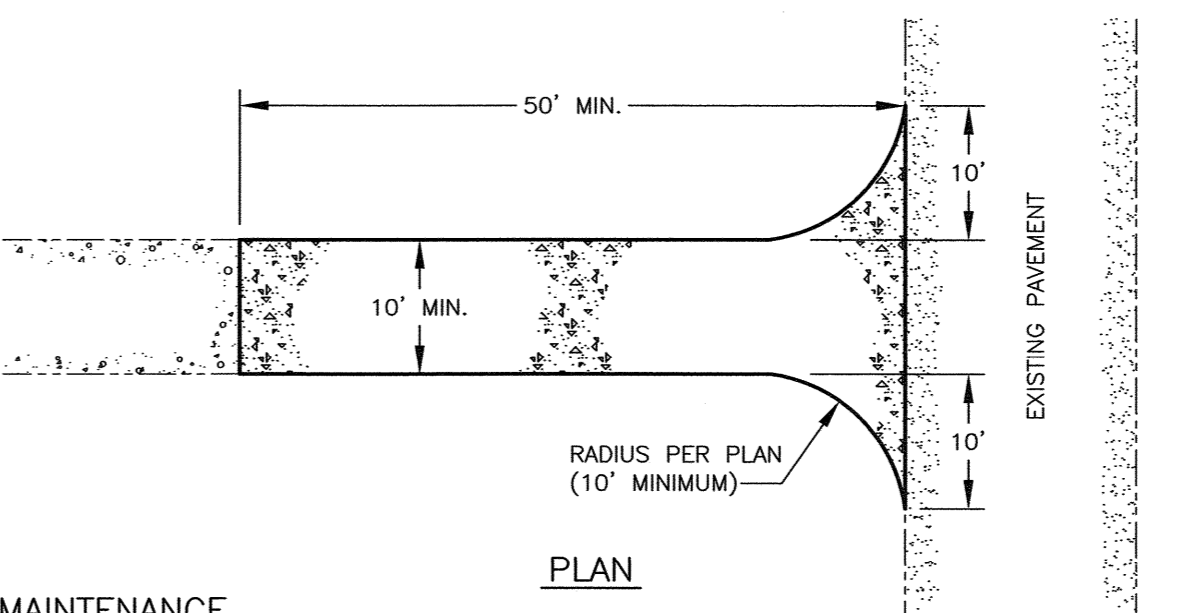 50' MIN.
10'
EXISTING PAVEMENT
10' MIN.
10'
RADIUS PER PLAN
(10' MINIMUM)
PLAN
MAINTENANCE